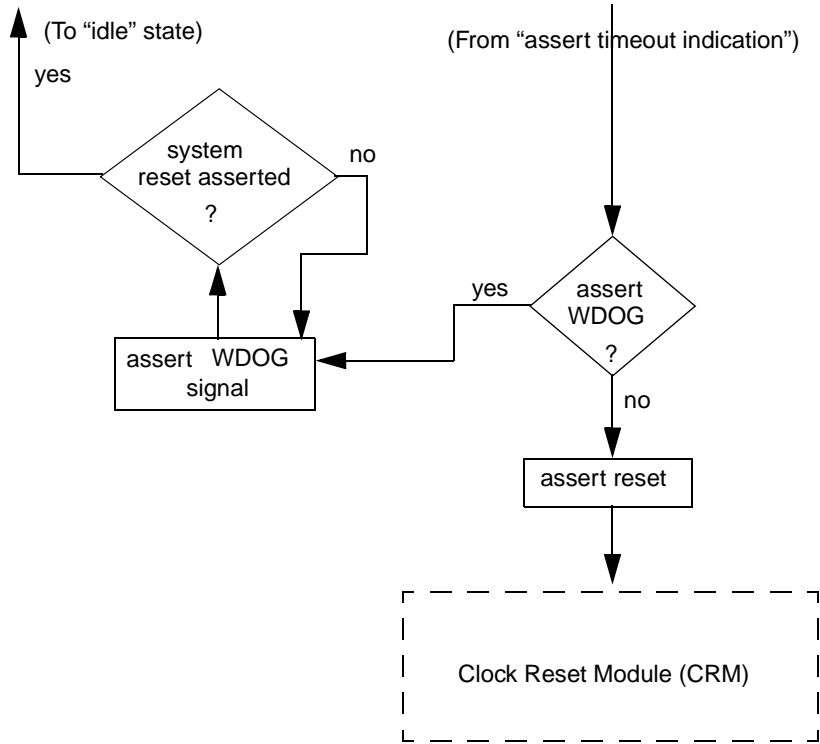 (To “idle” state)
(From “assert timeout indication”)
yes
system
reset asserted
?
no
yes
assert
WDOG
?
assert WDOG
signal
no
assert reset
Clock Reset Module (CRM)